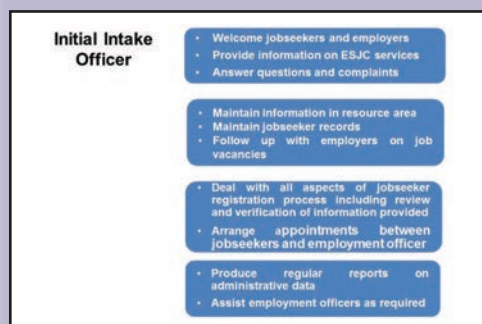 Initial Intake
Officer
• Welcome jobseekers and employers
• Provide information on ESJC services
• Answer questions and complaints
• Maintain information in resource area
• Maintain jobseeker records
• Follow up with employers on job
vacancies
• Deal with all aspects of jobseeker
registration process including review
and verification of information provided
• Arrange appointments between
jobseekers and employment officer
• Produce regular reports on
administrative data
• Assist employment officers as required